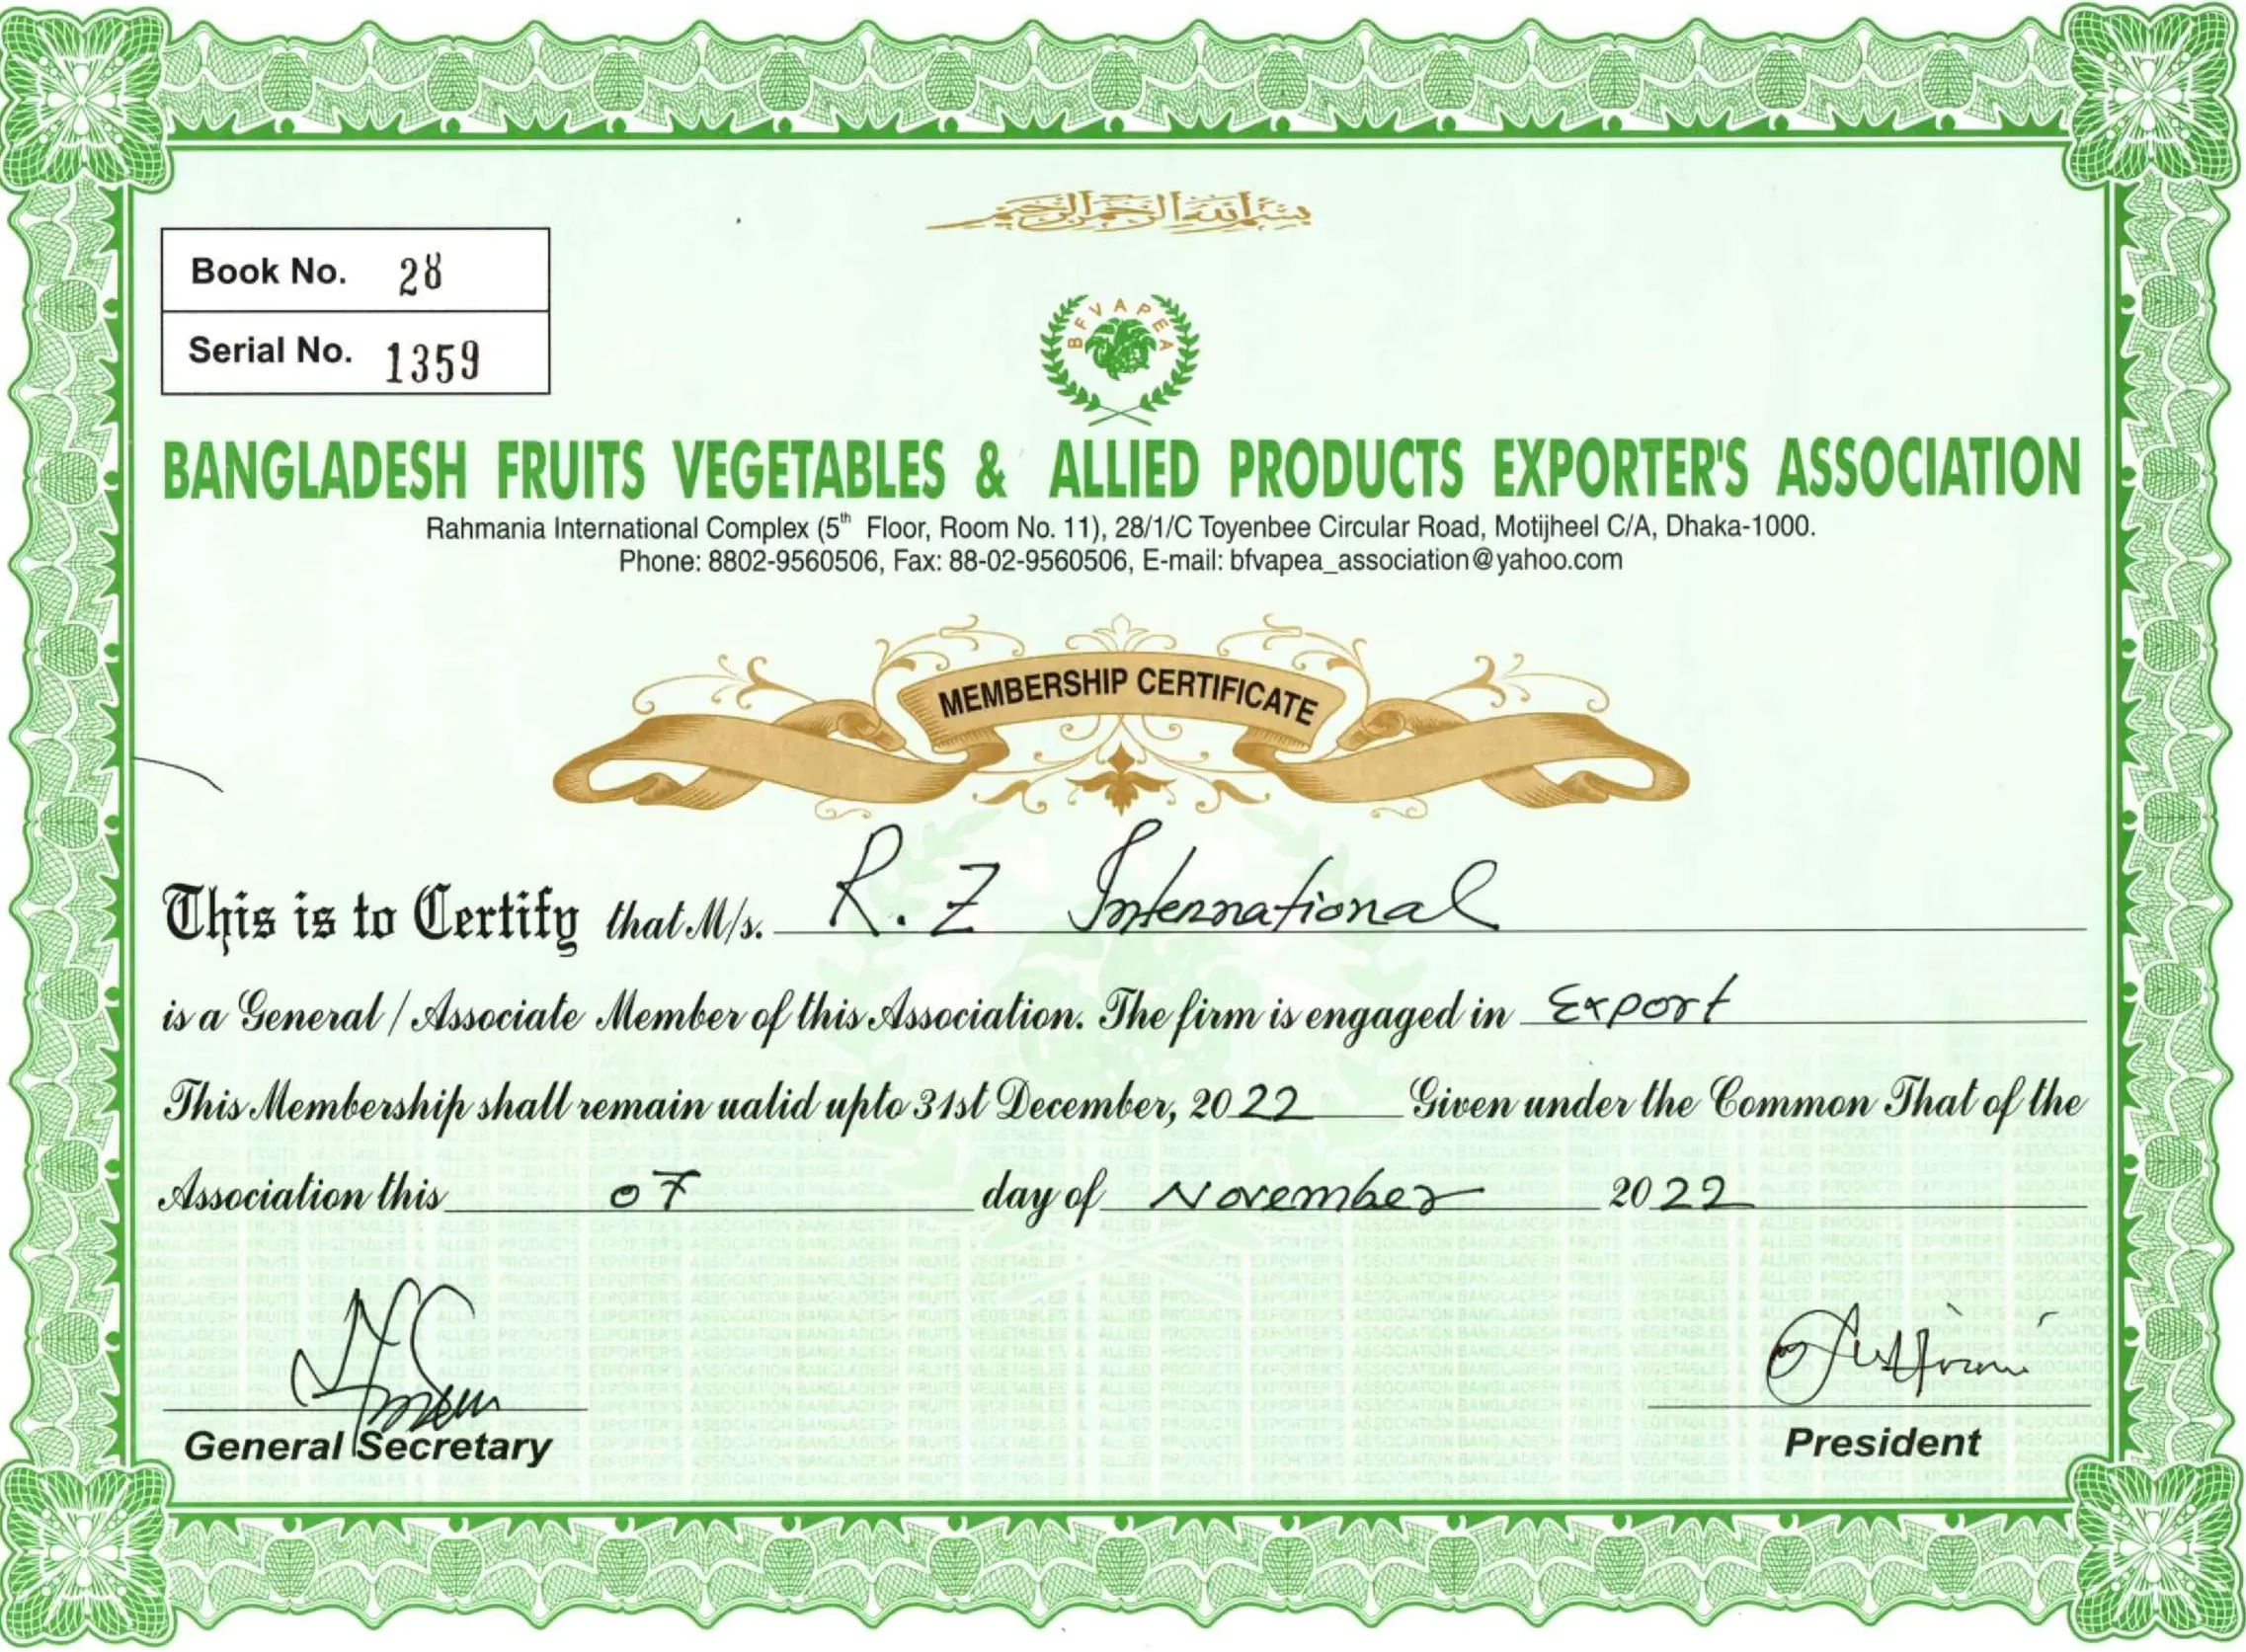 بسم الله الرحمن الرحيم
Book No. 28
Serial No. 1359
BFVAPEA
BANGLADESH FRUITS VEGETABLES & ALLIED PRODUCTS EXPORTER'S ASSOCIATION
Rahmania International Complex (5th Floor, Room No. 11), 28/1/C Toyenbee Circular Road, Motijheel C/A, Dhaka-1000.
Phone: 8802-9560506, Fax: 88-02-9560506, E-mail: bfvapea_association@yahoo.com
MEMBERSHIP CERTIFICATE
This is to Certify that M/s. R. Z International
is a General / Associate Member of this Association. The firm is engaged in Export
This Membership shall remain ualid upto 31st December, 2022 Given under the Common That of the
Association this 07 day of November 2022
General Secretary
President